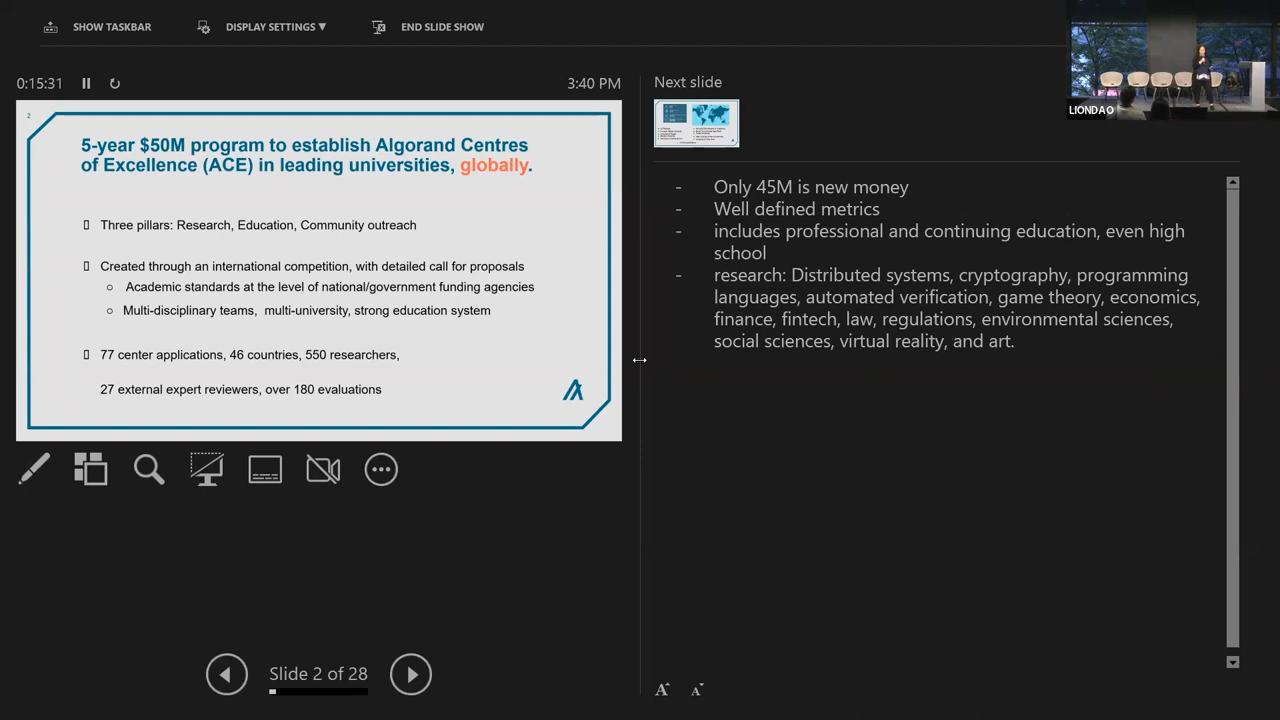 SHOW TASKBAR
DISPLAY SETTINGS ▼
END SLIDE SHOW
LIONDAO
0:15:31
3:40 PM
2
5-year $50M program to establish Algorand Centres
of Excellence (ACE) in leading universities, globally.
Three pillars: Research, Education, Community outreach
Created through an international competition, with detailed call for proposals
Academic standards at the level of national/government funding agencies
Multi-disciplinary teams, multi-university, strong education system
77 center applications, 46 countries, 550 researchers,
27 external expert reviewers, over 180 evaluations
Slide 2 of 28
Next slide
- Only 45M is new money
- Well defined metrics
- includes professional and continuing education, even high
school
- research: Distributed systems, cryptography, programming
languages, automated verification, game theory, economics,
finance, fintech, law, regulations, environmental sciences,
social sciences, virtual reality, and art.
A A